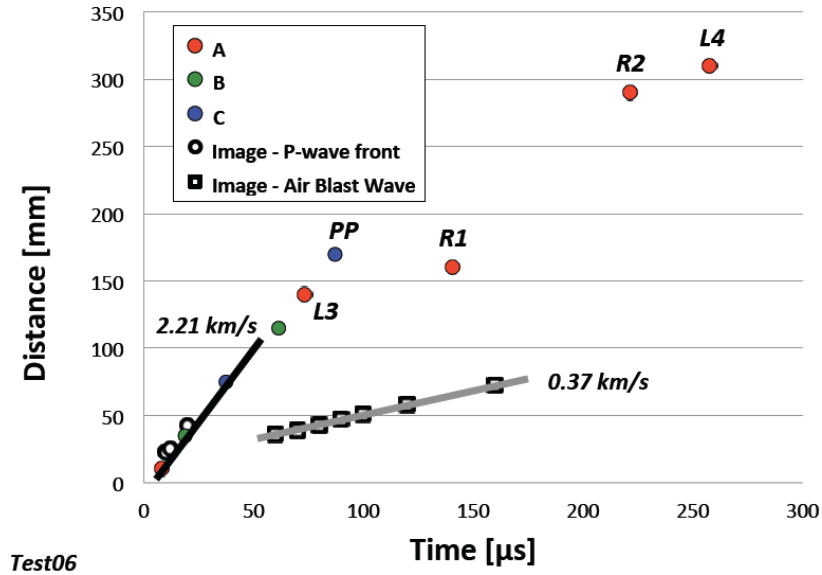 350
300
250
200
150
100
50
0
Distance [mm]
A
B
C
Image - P-wave front
Image - Air Blast Wave
L4
R2
PP
R1
L3
2.21 km/s
0.37 km/s
0 50 100 150 200 250 300
Time [µs]
Test06